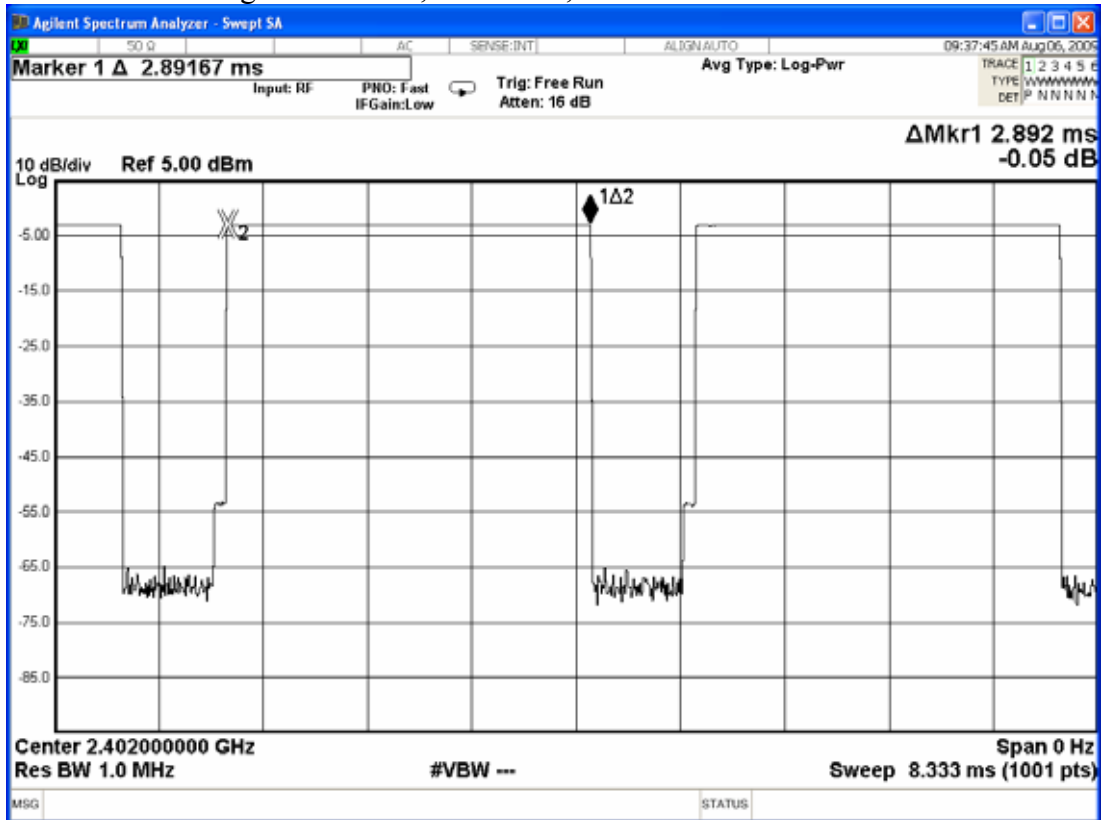 Agilent Spectrum Analyzer - Swept SA
LXI 50 Ω AC SENSE:INT ALIGN AUTO 09:37:45 AM Aug 06, 2009
Marker 1 Δ 2.89167 ms
Avg Type: Log-Pwr
TRACE 1 2 3 4 5 6
Input: RF PNO: Fast Trig: Free Run
TYPE
IFGain:Low Atten: 16 dB
DET P N N N N N
ΔMkr1 2.892 ms
-0.05 dB
10 dB/div Ref 5.00 dBm
Log
1Δ2
2
-5.00
-15.0
-25.0
-35.0
-45.0
-55.0
-65.0
-75.0
-85.0
Center 2.402000000 GHz Span 0 Hz
Res BW 1.0 MHz #VBW --- Sweep 8.333 ms (1001 pts)
MSG STATUS